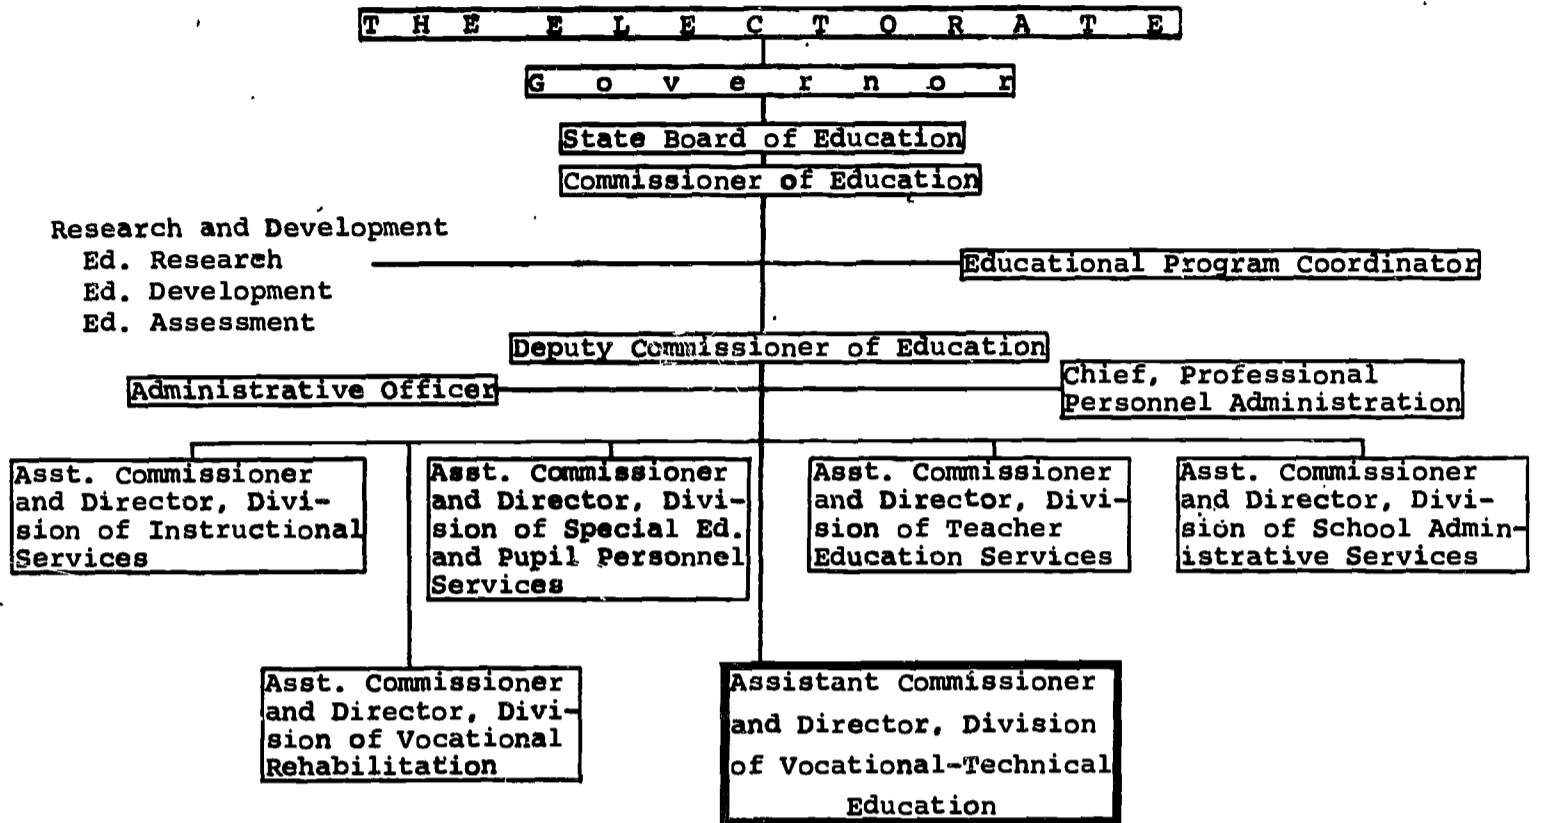 THE ELECTORATE
Governor
State Board of Education
Commissioner of Education
Research and Development
Ed. Research
Ed. Development
Ed. Assessment
Educational Program Coordinator
Deputy Commissioner of Education
Administrative Officer
Chief, Professional
Personnel Administration
Asst. Commissioner
and Director, Divi-
sion of Instructional
Services
Asst. Commissioner
and Director, Divi-
sion of Special Ed.
and Pupil Personnel
Services
Asst. Commissioner
and Director, Divi-
sion of Teacher
Education Services
Asst. Commissioner
and Director, Divi-
sion of School Admin-
istrative Services
Asst. Commissioner
and Director, Divi-
sion of Vocational
Rehabilitation
Assistant Commissioner
and Director, Division
of Vocational-Technical
Education